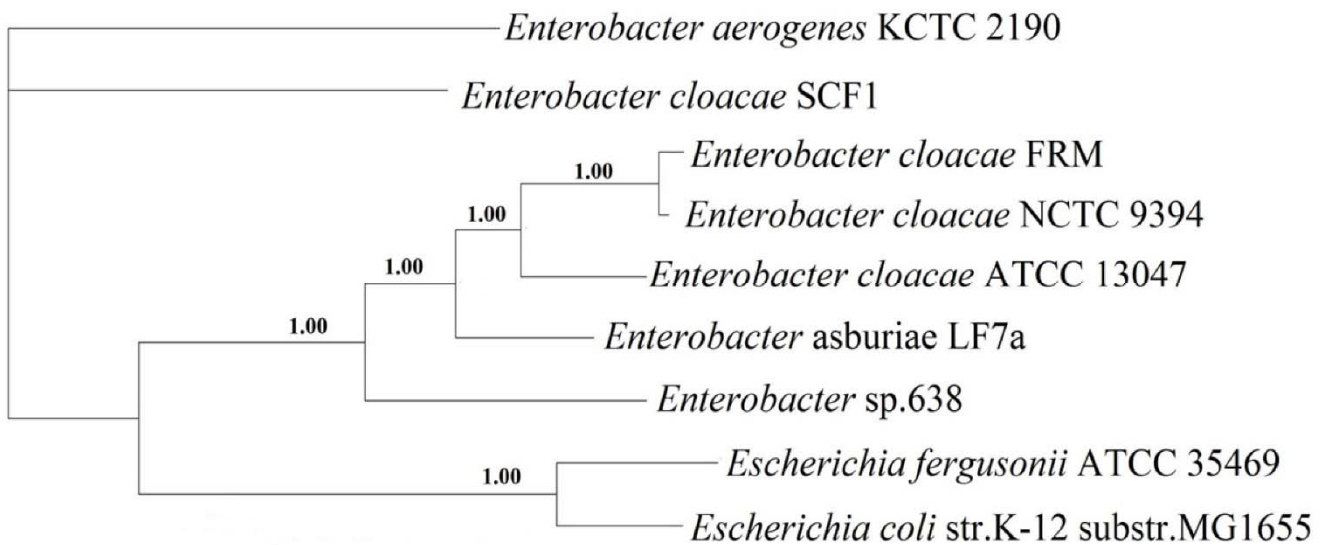 Enterobacter aerogenes KCTC 2190
Enterobacter cloacae SCF1
Enterobacter cloacae FRM
1.00
Enterobacter cloacae NCTC 9394
1.00
Enterobacter cloacae ATCC 13047
1.00
Enterobacter asburiae LF7a
1.00
Enterobacter sp.638
Escherichia fergusonii ATCC 35469
1.00
Escherichia coli str.K-12 substr.MG1655